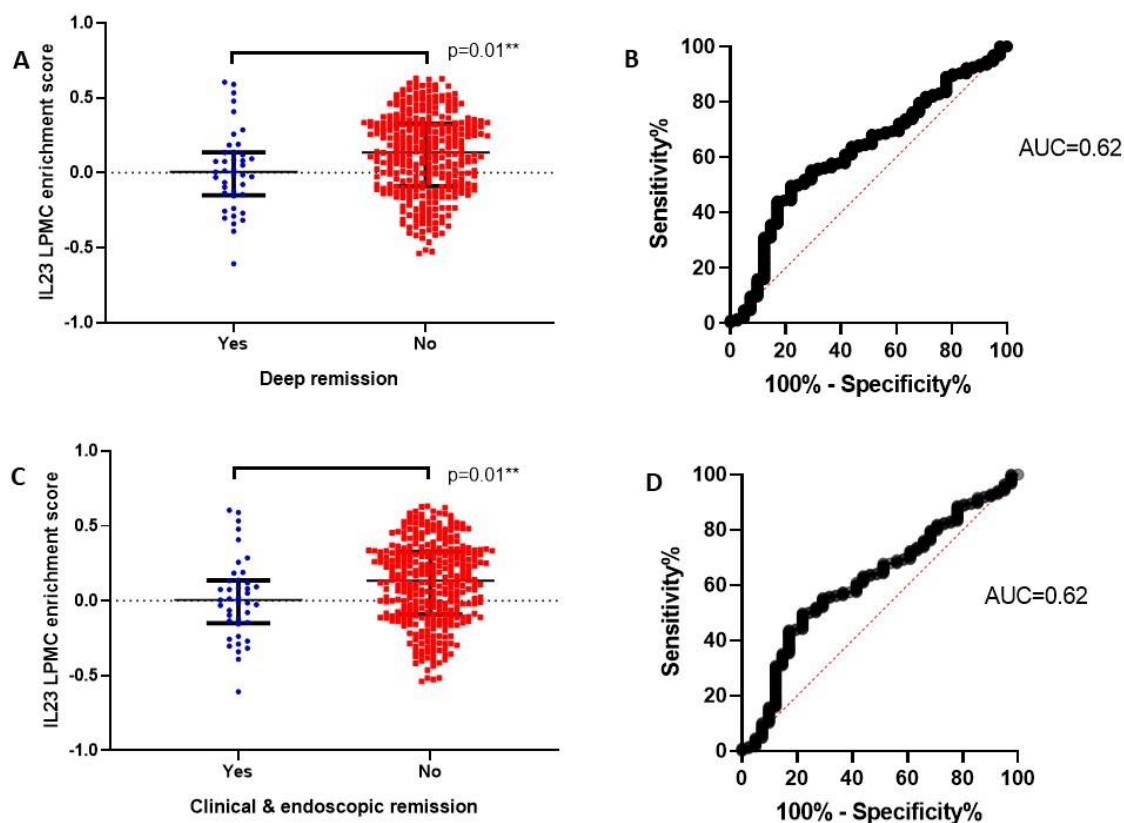 A
IL23 LPMC enrichment score
1.0
0.5
0.0
-0.5
-1.0
p=0.01**
Yes
No
Deep remission
B
Sensitivity%
100
80
60
40
20
0
0 20 40 60 80 100
100% - Specificity%
AUC=0.62
C
IL23 LPMC enrichment score
1.0
0.5
0.0
-0.5
-1.0
p=0.01**
Yes
No
Clinical & endoscopic remission
D
Sensitivity%
100
80
60
40
20
0
0 20 40 60 80 100
100% - Specificity%
AUC=0.62